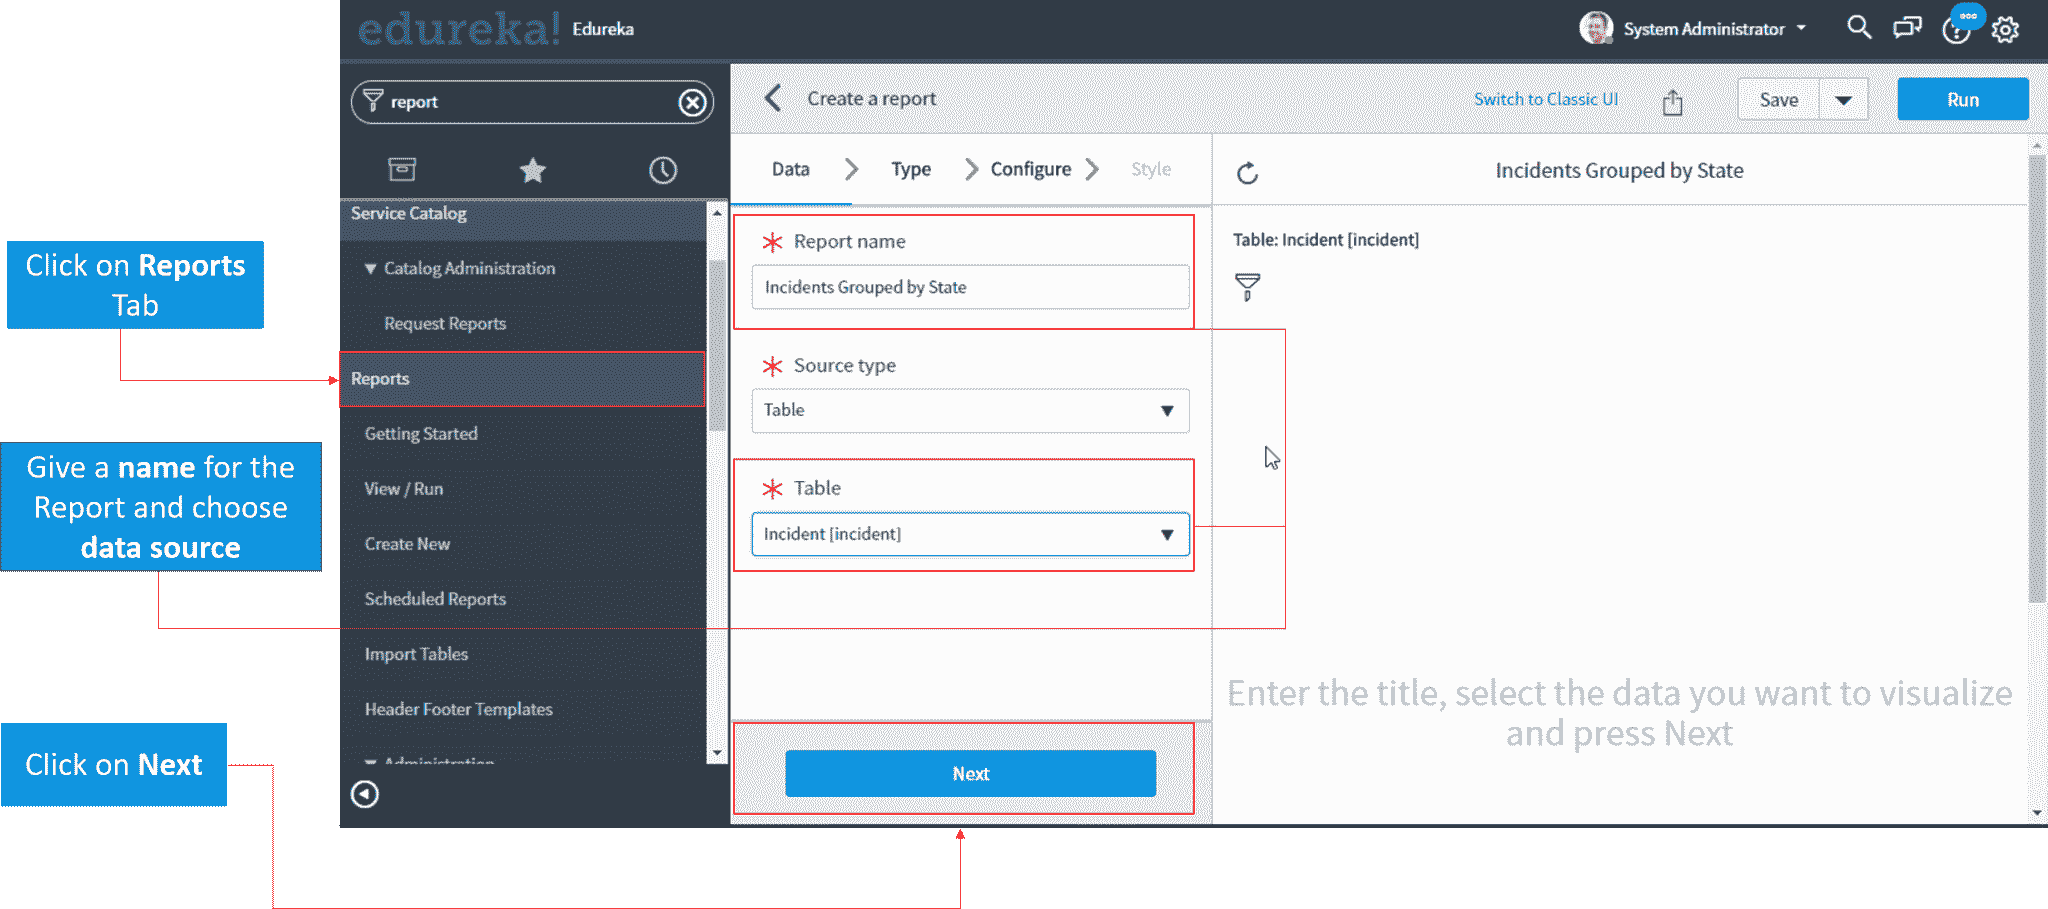 edureka! Edureka
System Administrator
report
Create a report
Switch to Classic UI
Save
Run
Data
Type
Configure
Style
Incidents Grouped by State
Service Catalog
Catalog Administration
Request Reports
Reports
Getting Started
View / Run
Create New
Scheduled Reports
Import Tables
Header Footer Templates
Administration
Report name
Incidents Grouped by State
Source type
Table
Table
Incident [incident]
Next
Table: Incident [incident]
Enter the title, select the data you want to visualize
and press Next
Click on Reports
Tab
Give a name for the
Report and choose
data source
Click on Next